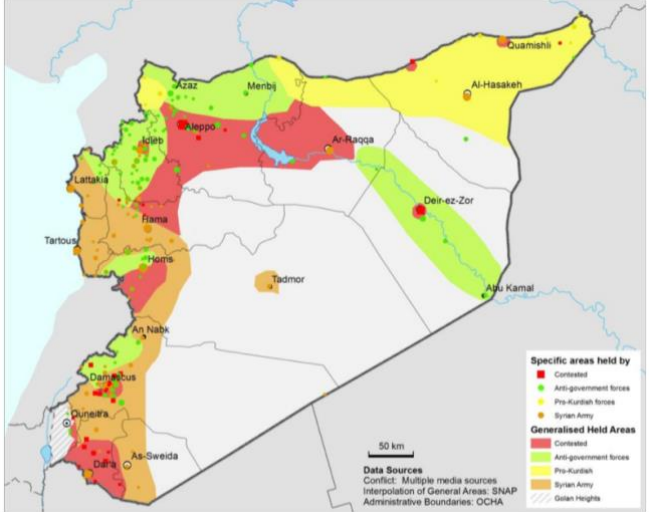 Quamishli
Azaz
Menbij
Al-Hasakeh
Aleppo
Idleb
Ar-Raqqa
Lattakia
Deir-ez-Zor
Hama
Tartous
Homs
Tadmor
Abu Kamal
An Nabk
Damascus
Quneitra
As-Sweida
Dara
50 km
Data Sources
Conflict: Multiple media sources
Interpolation of General Areas: SNAP
Administrative Boundaries: OCHA
Specific areas held by
Contested
Anti-government forces
Pro-Kurdish forces
Syrian Army
Generalised Held Areas
Contested
Anti-government forces
Pro-Kurdish
Syrian Army
Golan Heights